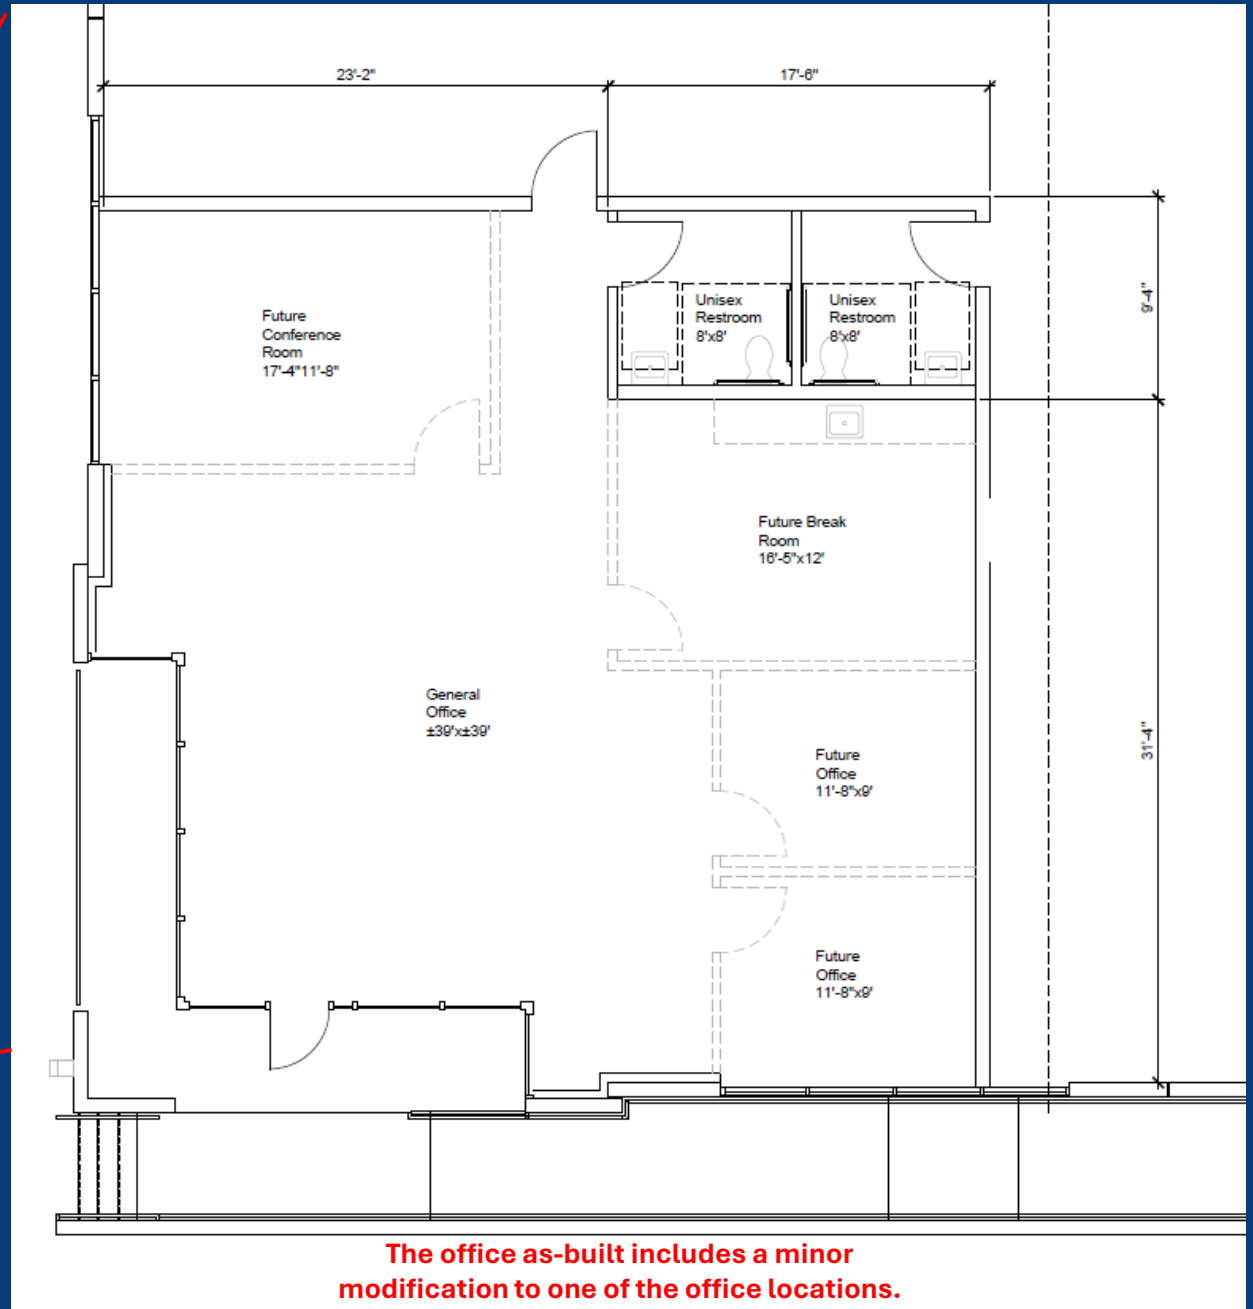 23'-2"
17'-6"
9'-4"
Unisex
Restroom
8'x8'
Unisex
Restroom
8'x8'
Future
Conference
Room
17'-4"11'-8"
Future Break
Room
16'-5"x12'
General
Office
±39'x±39'
31'-4"
Future
Office
11'-8"x9'
Future
Office
11'-8"x9'
The office as-built includes a minor
modification to one of the office locations.